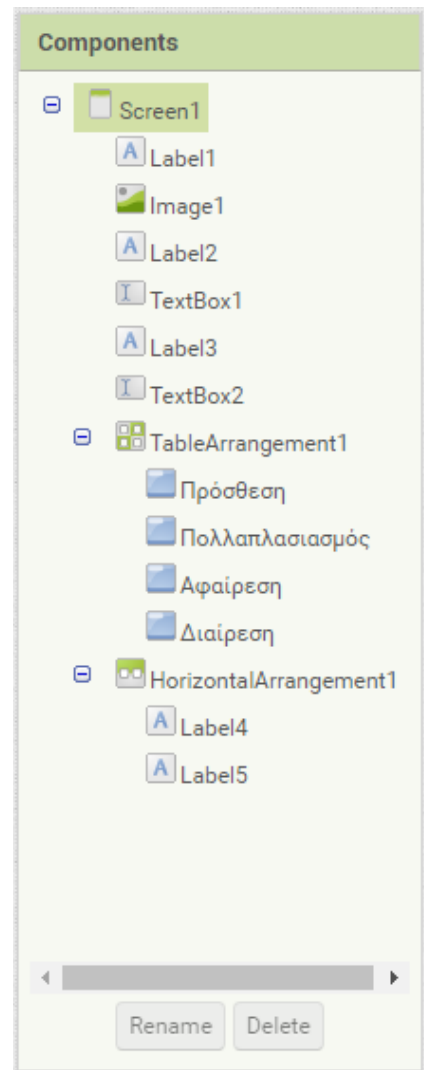 Components
Screen1
Label1
Image1
Label2
TextBox1
Label3
TextBox2
TableArrangement1
Πρόσθεση
Πολλαπλασιασμός
Αφαίρεση
Διαίρεση
HorizontalArrangement1
Label4
Label5
Rename Delete